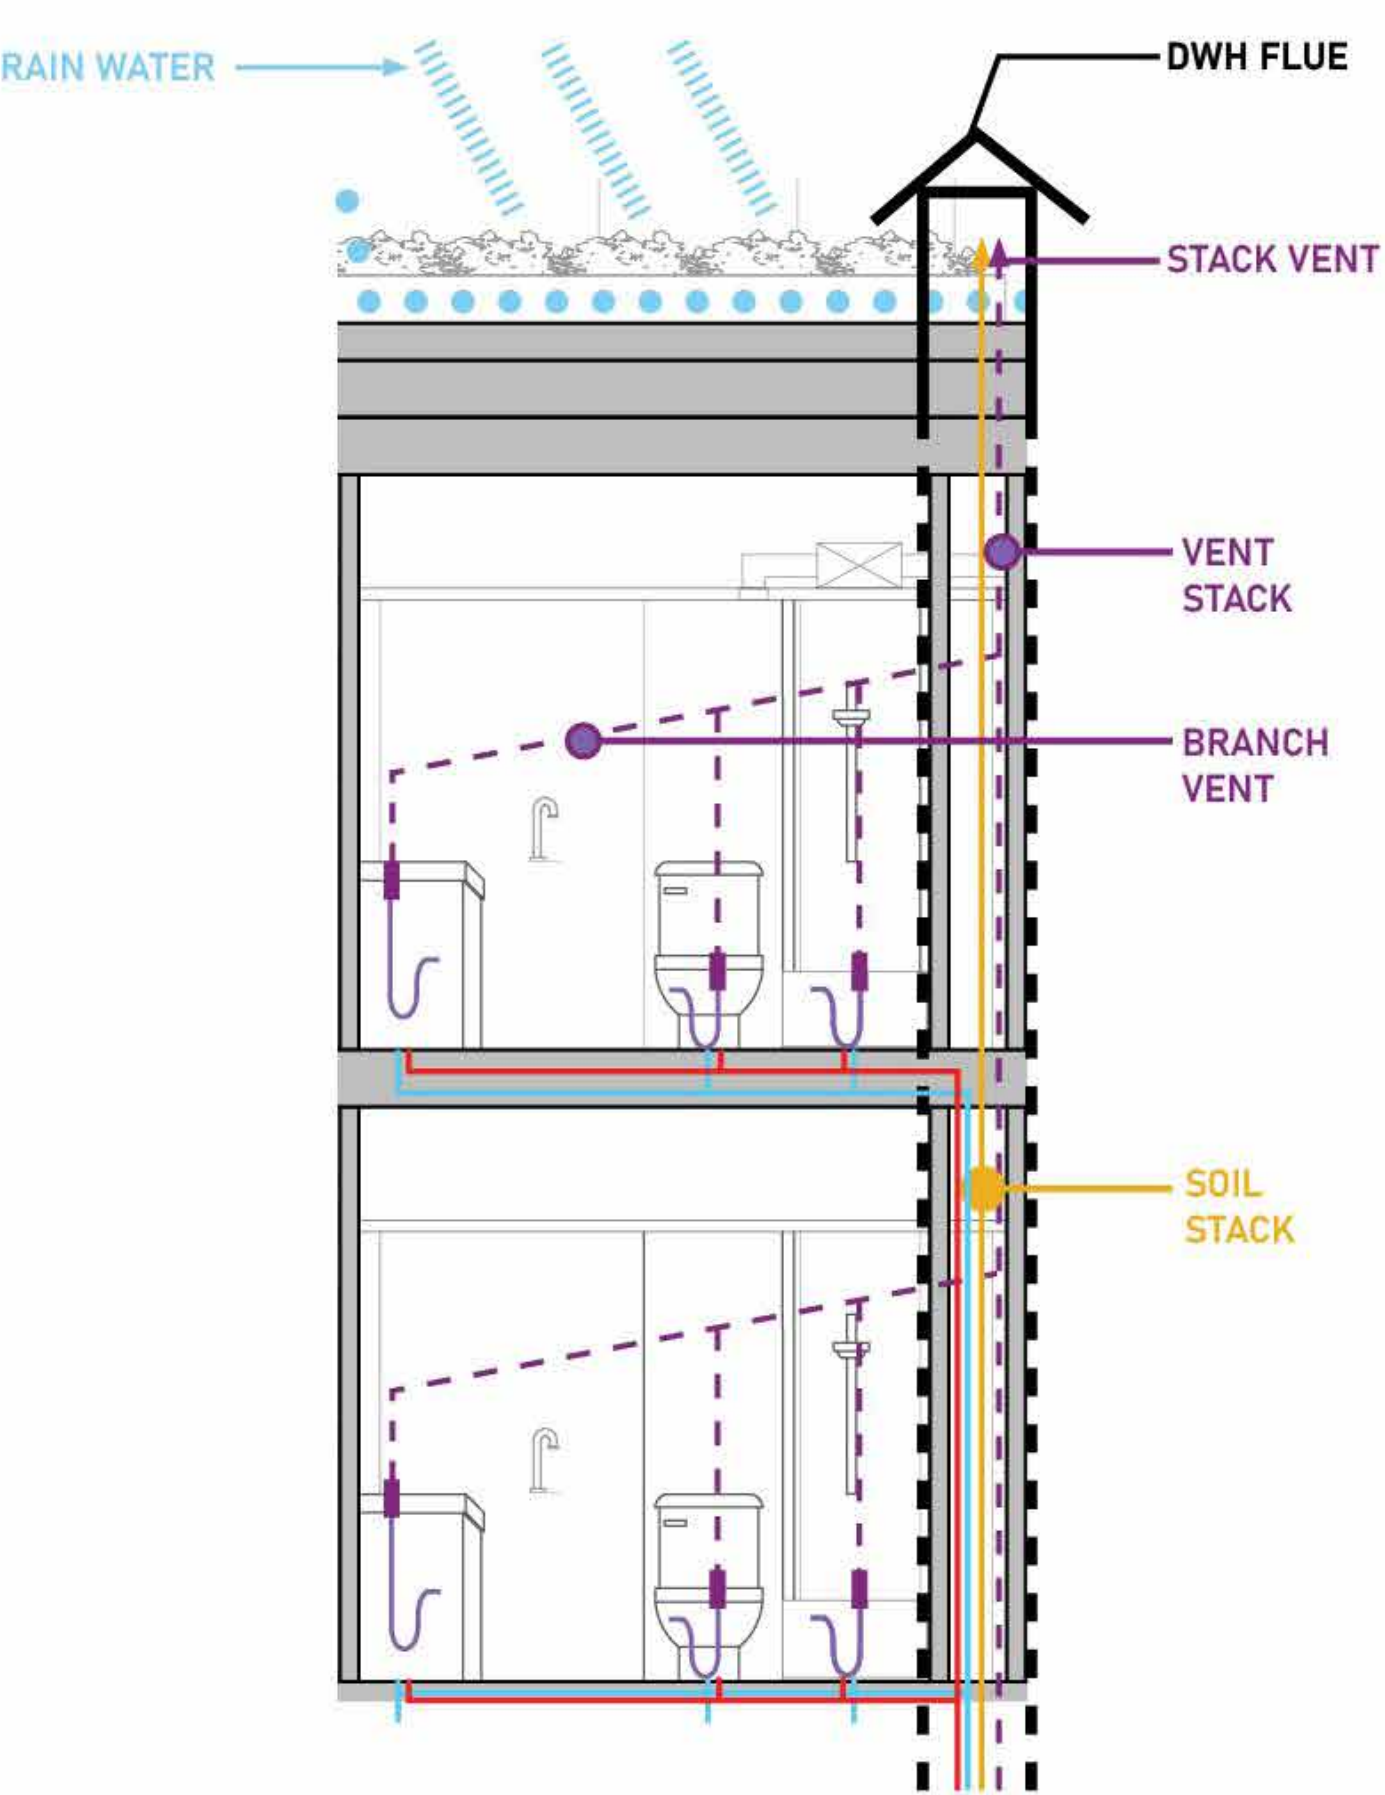 RAIN WATER
DWH FLUE
STACK VENT
VENT
STACK
BRANCH
VENT
SOIL
STACK